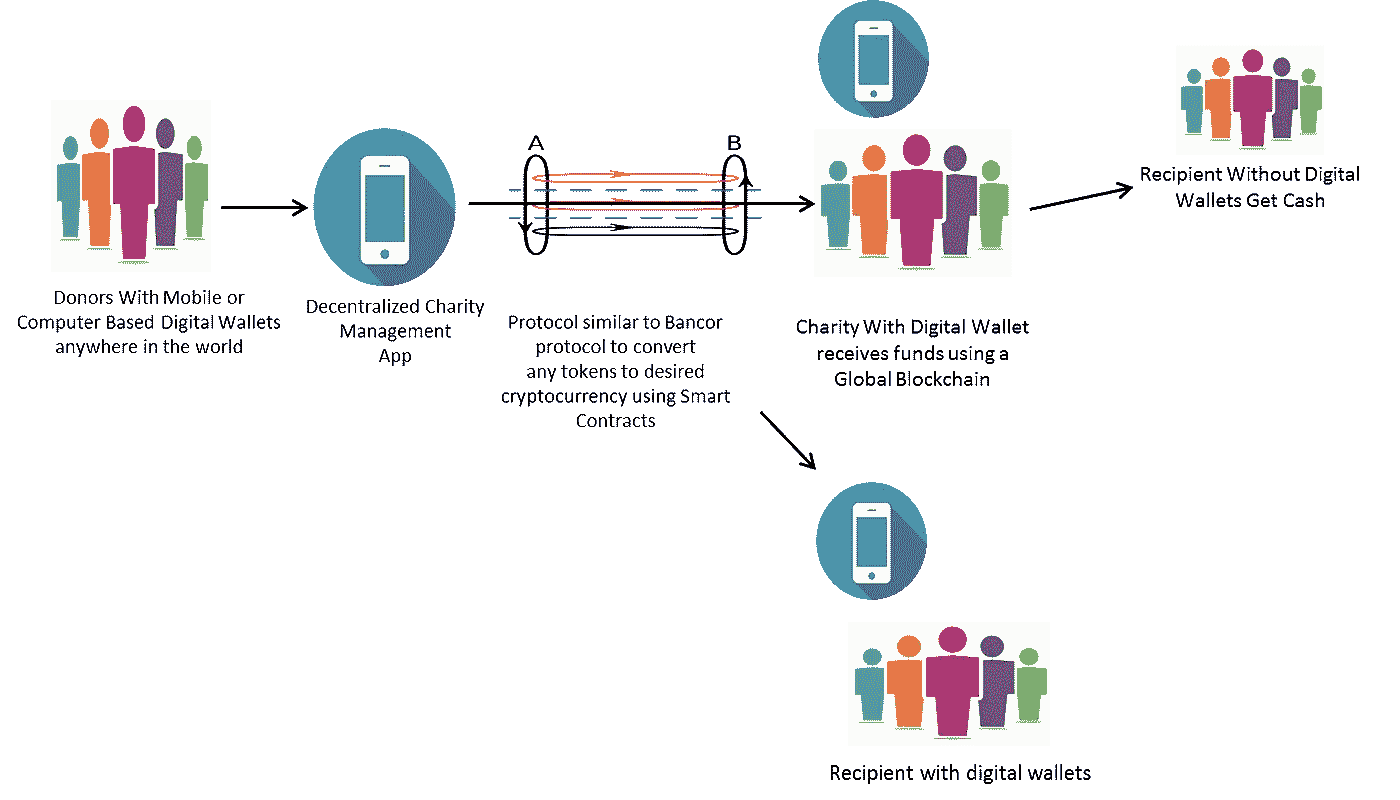 A
B
Donors With Mobile or
Computer Based Digital Wallets
anywhere in the world
Decentralized Charity
Management
App
Protocol similar to Bancor
protocol to convert
any tokens to desired
cryptocurrency using Smart
Contracts
Charity With Digital Wallet
receives funds using a
Global Blockchain
Recipient Without Digital
Wallets Get Cash
Recipient with digital wallets